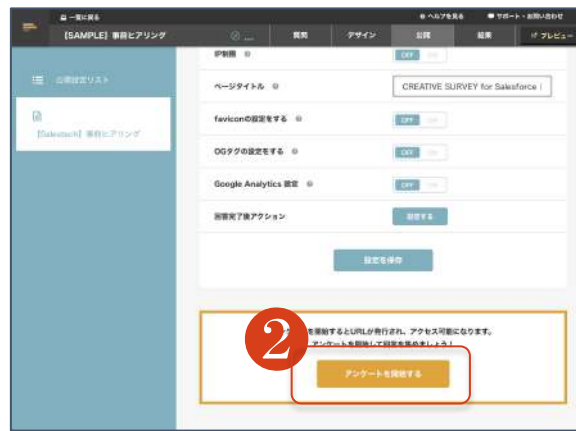 一覧に戻る
ヘルプを見る
サポート・お問い合わせ
[SAMPLE] 事前ヒアリング
質問
デザイン
公開
結果
プレビュー
IP制限
OFF
公開設定リスト
ページタイトル
CREATIVE SURVEY for Salesforce
[Salestech] 事前ヒアリング
faviconの設定をする
OFF
OGタグの設定をする
OFF
Google Analytics 設定
OFF
回答完了後アクション
設定する
設定を保存
を開始するとURLが発行され、アクセス可能になります。
アンケートを開始して回答を集めましょう!
2
アンケートを開始する